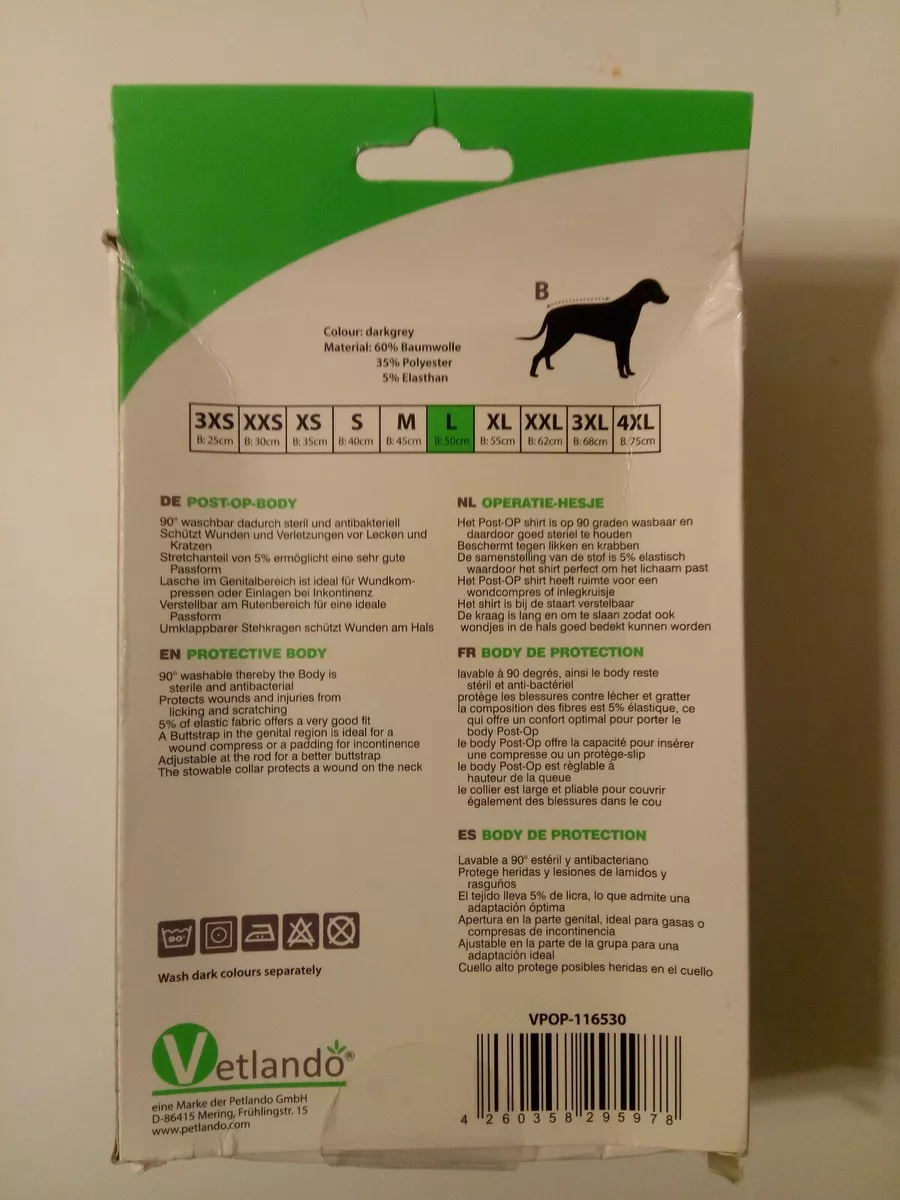 B
Colour: darkgrey
Material: 60% Baumwolle
35% Polyester
5% Elasthan
3XS XXS XS S M L XL XXL 3XL 4XL
B: 25cm B: 30cm B: 35cm B: 40cm B: 45cm B: 50cm B: 55cm B: 62cm B: 68cm B: 75cm
DE POST-OP-BODY
90° waschbar dadurch steril und antibakteriell
Schützt Wunden und Verletzungen vor Lecken und
Kratzen
Stretchanteil von 5% ermöglicht eine sehr gute
Passform
Lasche im Genitalbereich ist ideal für Wundkom-
pressen oder Einlagen bei Inkontinenz
Verstellbar am Rutenbereich für eine ideale
Passform
Umklappbarer Stehkragen schützt Wunden am Hals
EN PROTECTIVE BODY
90° washable thereby the Body is
sterile and antibacterial
Protects wounds and injuries from
licking and scratching
5% of elastic fabric offers a very good fit
A Buttstrap in the genital region is ideal for a
wound compress or a padding for incontinence
Adjustable at the rod for a better buttstrap
The stowable collar protects a wound on the neck
NL OPERATIE-HESJE
Het Post-OP shirt is op 90 graden wasbaar en
daardoor goed steriel te houden
Beschermt tegen likken en krabben
De samenstelling van de stof is 5% elastisch
waardoor het shirt perfect om het lichaam past
Het Post-OP shirt heeft ruimte voor een
wondcompres of inlegkruisje
Het shirt is bij de staart verstelbaar
De kraag is lang en om te slaan zodat ook
wondjes in de hals goed bedekt kunnen worden
FR BODY DE PROTECTION
lavable à 90 degrés, ainsi le body reste
stéril et anti-bactériel
protège les blessures contre lécher et gratter
la composition des fibres est 5% élastique, ce
qui offre un confort optimal pour porter le
body Post-Op
le body Post-Op offre la capacité pour insérer
une compresse ou un protège-slip
le body Post-Op est règlable à
hauteur de la queue
le collier est large et pliable pour couvrir
également des blessures dans le cou
ES BODY DE PROTECTION
Lavable a 90° estéril y antibacteriano
Protege heridas y lesiones de lamidos y
rasguños
El tejido lleva 5% de licra, lo que admite una
adaptación óptima
Apertura en la parte genital, ideal para gasas o
compresas de incontinencia
Ajustable en la parte de la grupa para una
adaptación ideal
Cuello alto protege posibles heridas en el cuello
90°
Wash dark colours separately
Vetlando®
eine Marke der Petlando GmbH
D-86415 Mering, Frühlingstr. 15
www.petlando.com
VPOP-116530
4 260358 295978